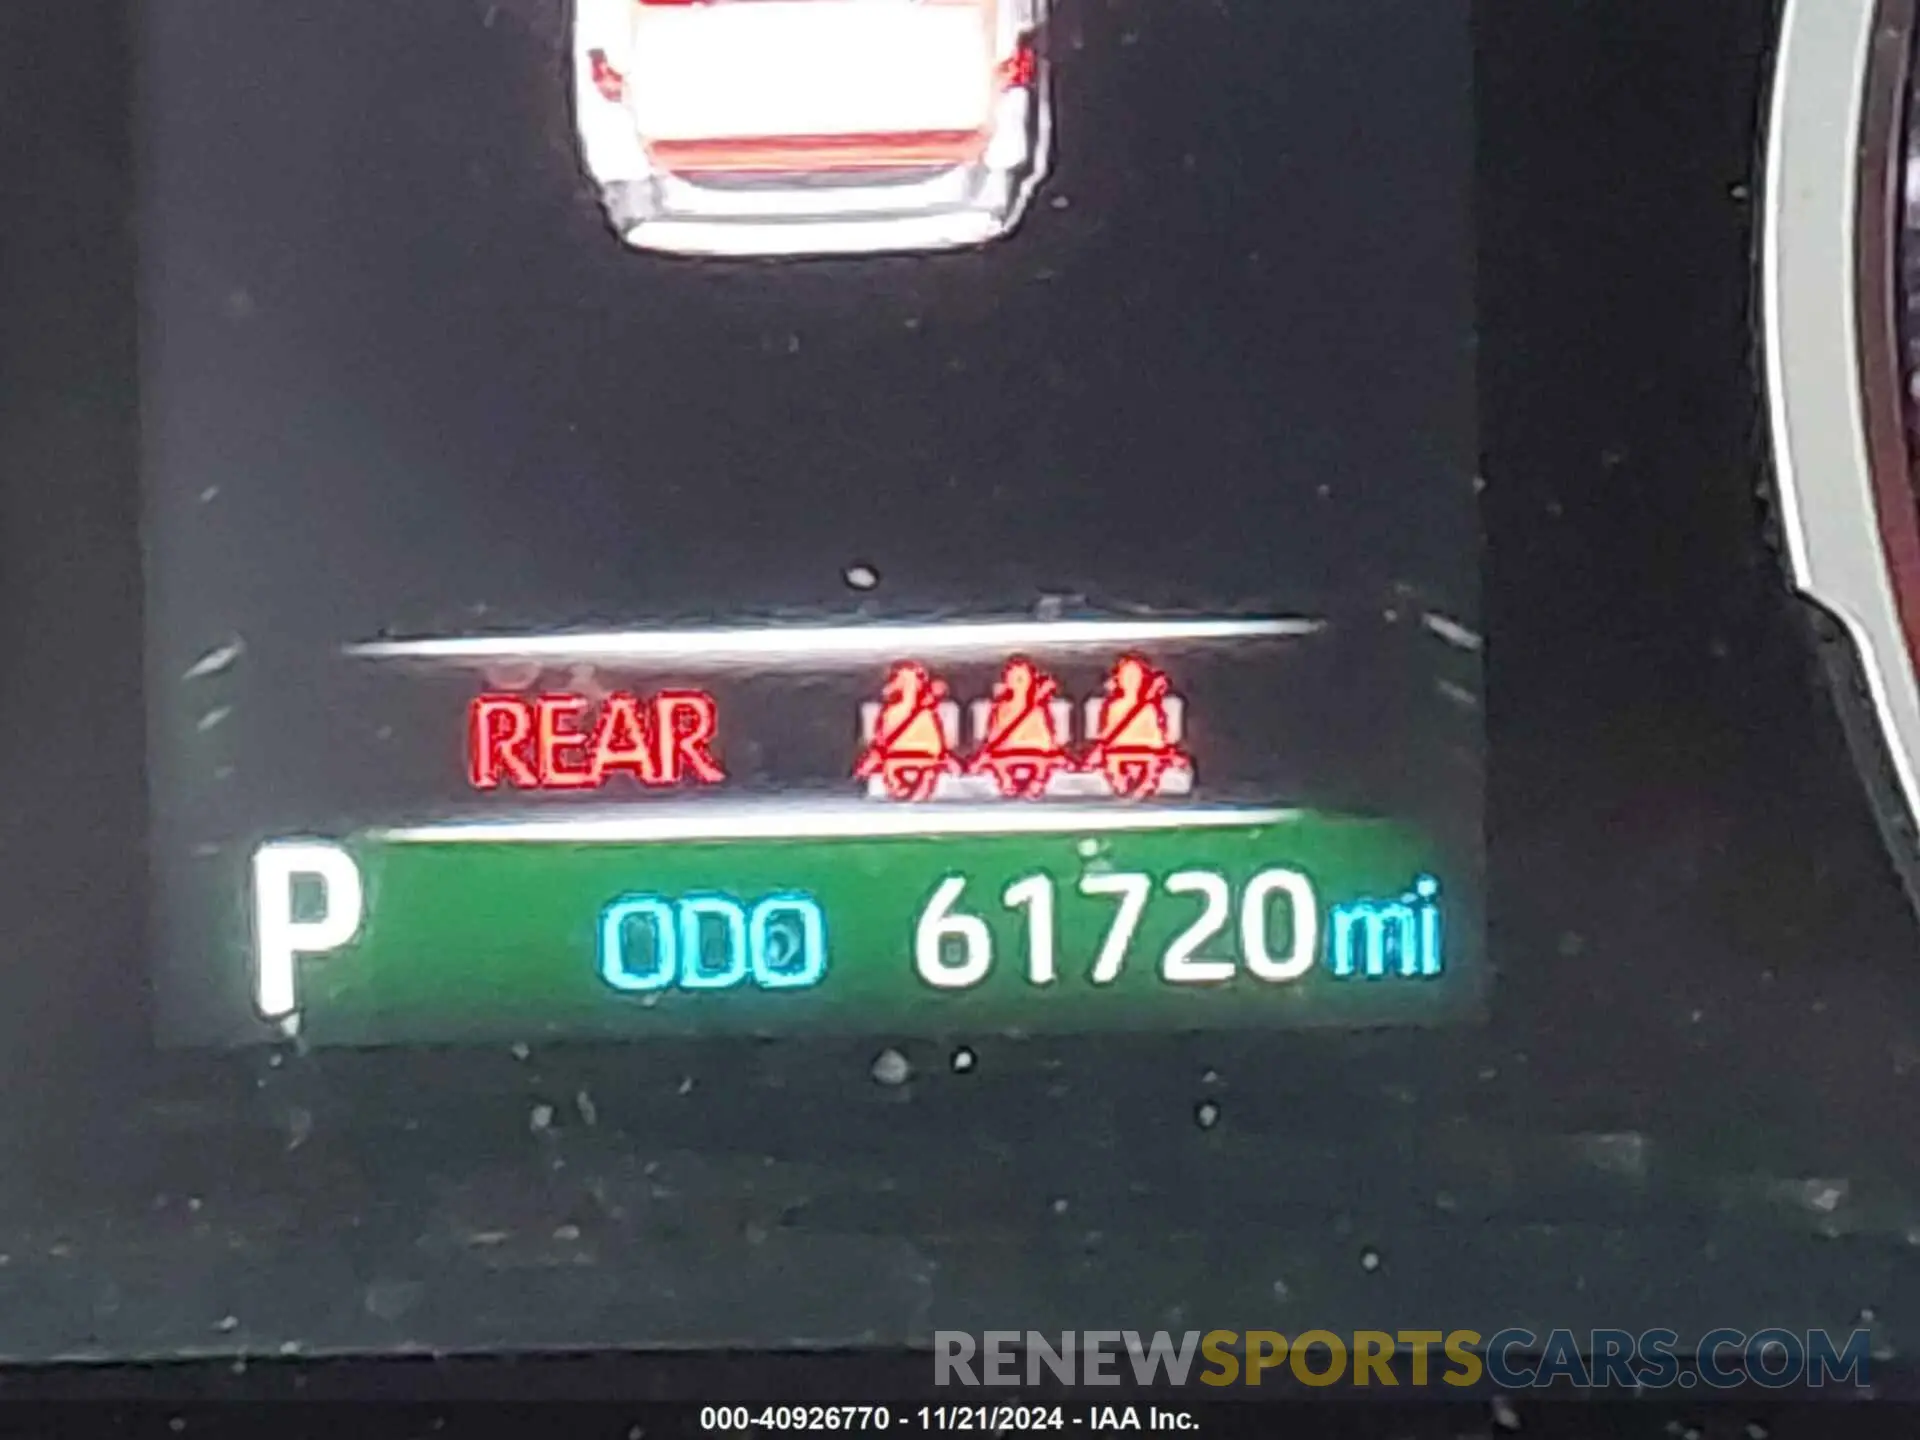 REAR
P ODO 61720 mi
RENEWSPORTSCARS.COM
000-40926770 - 11/21/2024 - IAA Inc.